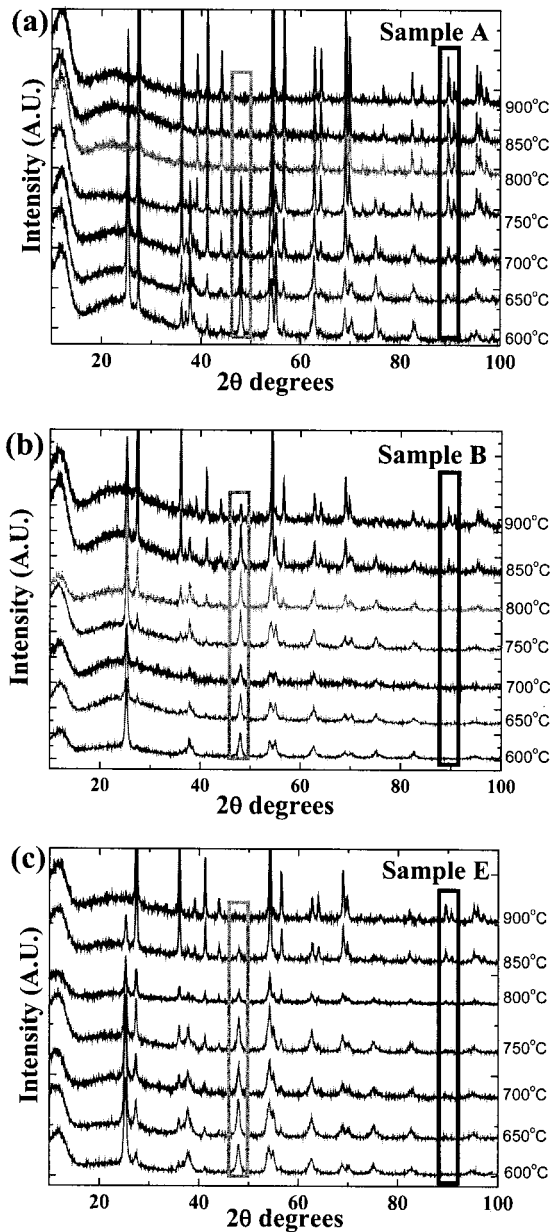 (a)
Sample A
900°C
850°C
800°C
750°C
700°C
650°C
600°C
Intensity (A.U.)
20 40 60 80 100
2θ degrees
(b)
Sample B
900°C
850°C
800°C
750°C
700°C
650°C
600°C
Intensity (A.U.)
20 40 60 80 100
2θ degrees
(c)
Sample E
900°C
850°C
800°C
750°C
700°C
650°C
600°C
Intensity (A.U.)
20 40 60 80 100
2θ degrees